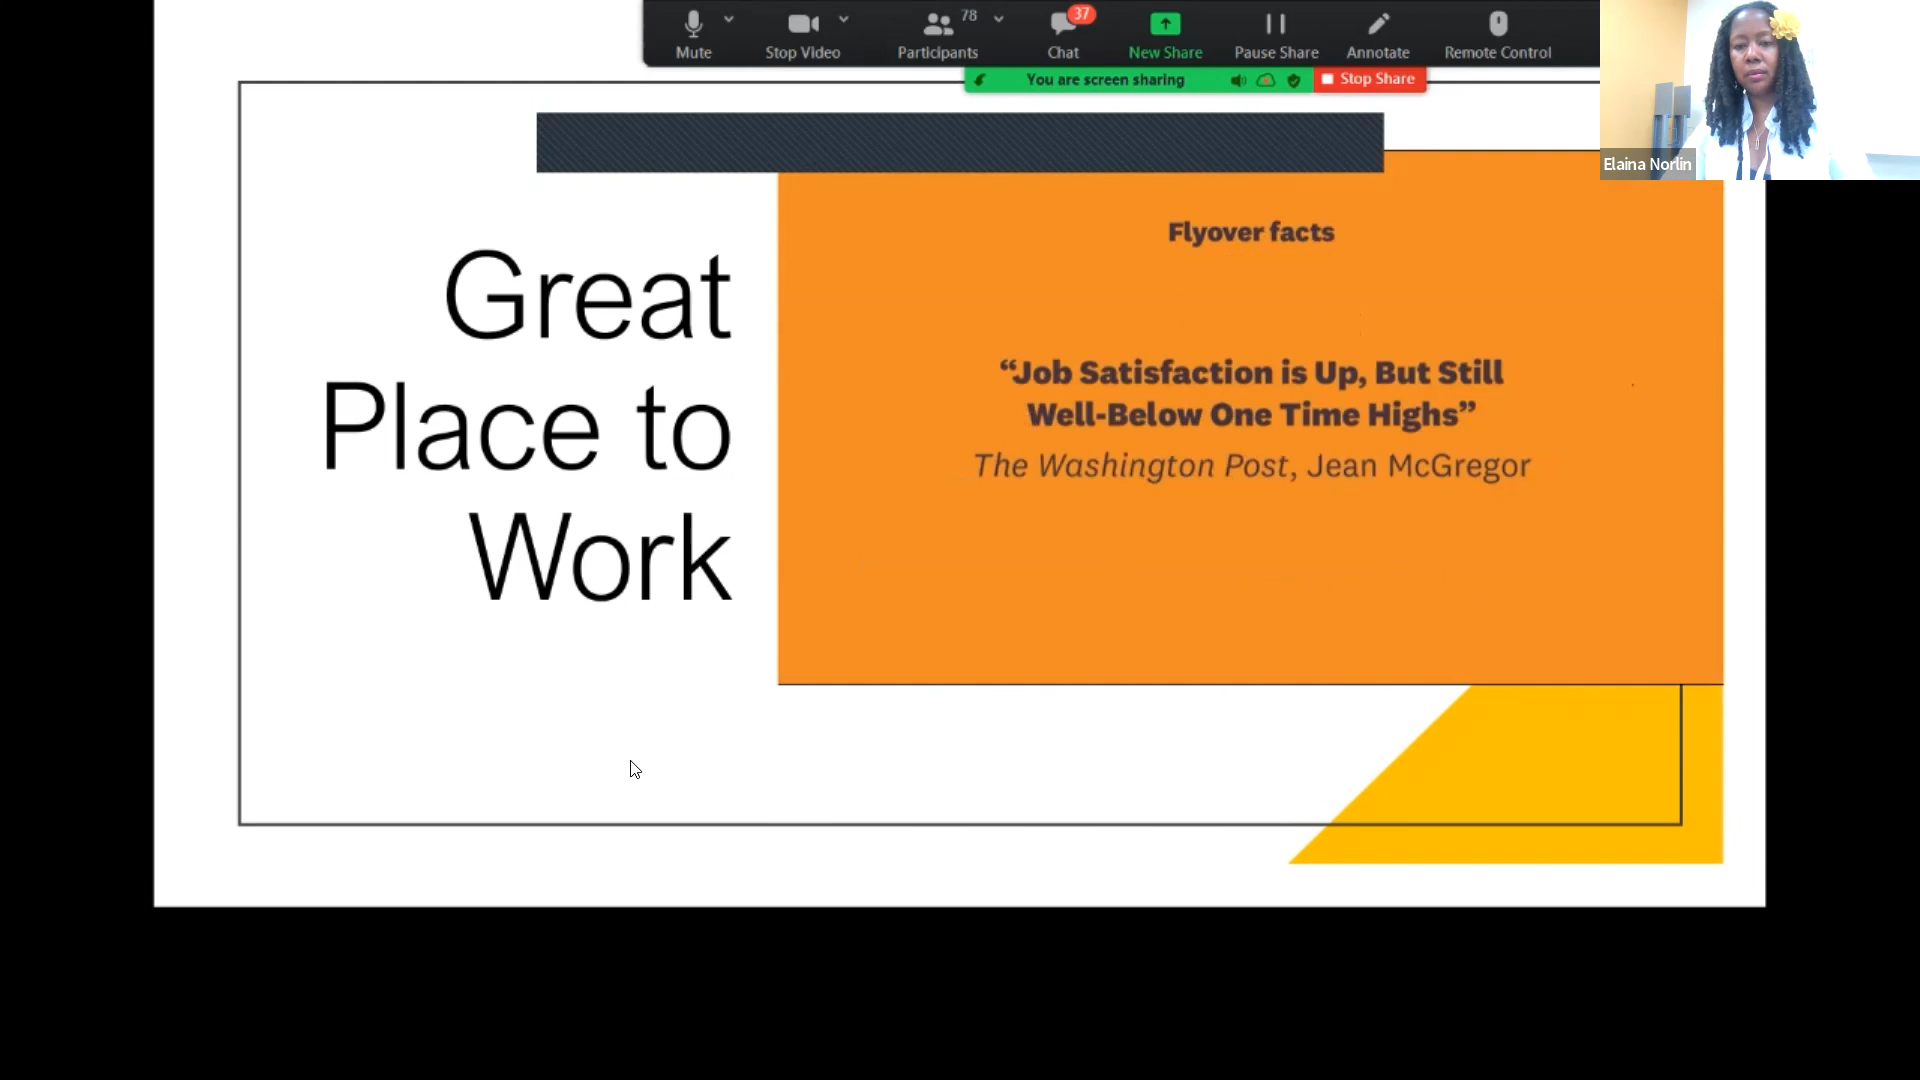 78
37
Mute
Stop Video
Participants
Chat
New Share
Pause Share
Annotate
Remote Control
You are screen sharing
Stop Share
Elaina Norlin
Great
Place to
Work
Flyover facts
“Job Satisfaction is Up, But Still
Well-Below One Time Highs”
The Washington Post, Jean McGregor